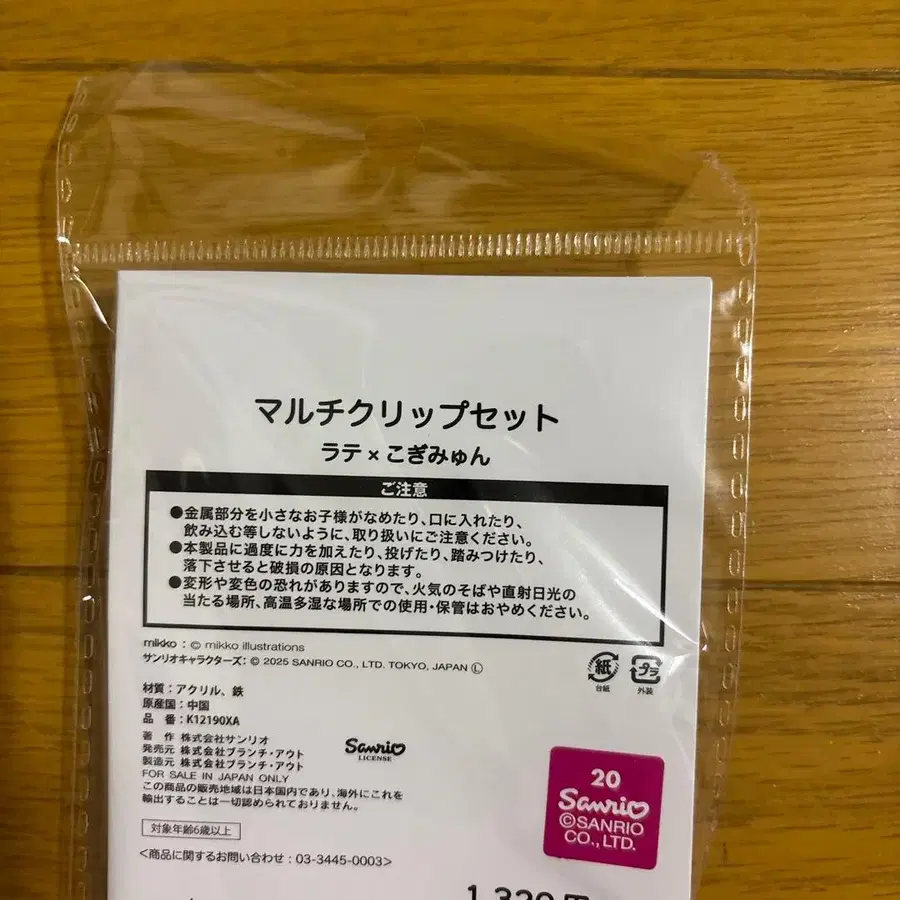 マルチクリップセット
ラテ×こぎみゅん
ご注意
●金属部分を小さなお子様がなめたり、口に入れたり、
飲み込む等しないように、取り扱いにご注意ください。
●本製品に過度に力を加えたり、投げたり、踏みつけたり、
落下させると破損の原因となります。
●変形や変色の恐れがありますので、火気のそばや直射日光の
当たる場所、高温多湿な場所での使用・保管はおやめください。
mikko：© mikko illustrations
サンリオキャラクターズ：© 2025 SANRIO CO., LTD. TOKYO, JAPAN Ⓛ
紙
台紙
プラ
外装
材質：アクリル、鉄
原産国：中国
品　番：K12190XA
著　作 株式会社サンリオ
発売元 株式会社ブランチ・アウト
製造元 株式会社ブランチ・アウト
FOR SALE IN JAPAN ONLY
この商品の販売地域は日本国内であり、海外にこれを
輸出することは一切認められておりません。
Sanrio
LICENSE
対象年齢6歳以上
<商品に関するお問い合わせ：03-3445-0003>
20
Sanrio
©SANRIO
CO., LTD.
1,320円